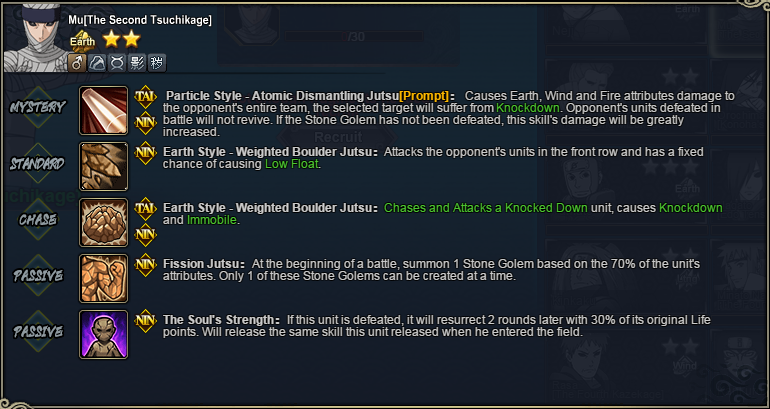 Mu[The Second Tsuchikage]
Earth
/30
MYSTERY
TAI
NIN
Particle Style - Atomic Dismantling Jutsu[Prompt]: Causes Earth, Wind and Fire attributes damage to
the opponent's entire team, the selected target will suffer from Knockdown. Opponent's units defeated in
battle will not revive. If the Stone Golem has not been defeated, this skill's damage will be greatly
increased.
Recruit
STANDARD
NIN
Earth Style - Weighted Boulder Jutsu: Attacks the opponent's units in the front row and has a fixed
chance of causing Low Float.
CHASE
TAI
NIN
Earth Style - Weighted Boulder Jutsu: Chases and Attacks a Knocked Down unit, causes Knockdown
and Immobile.
PASSIVE
NIN
Fission Jutsu: At the beginning of a battle, summon 1 Stone Golem based on the 70% of the unit's
attributes. Only 1 of these Stone Golems can be created at a time.
PASSIVE
NIN
The Soul's Strength: If this unit is defeated, it will resurrect 2 rounds later with 30% of its original Life
points. Will release the same skill this unit released when he entered the field.
Earth
Wind